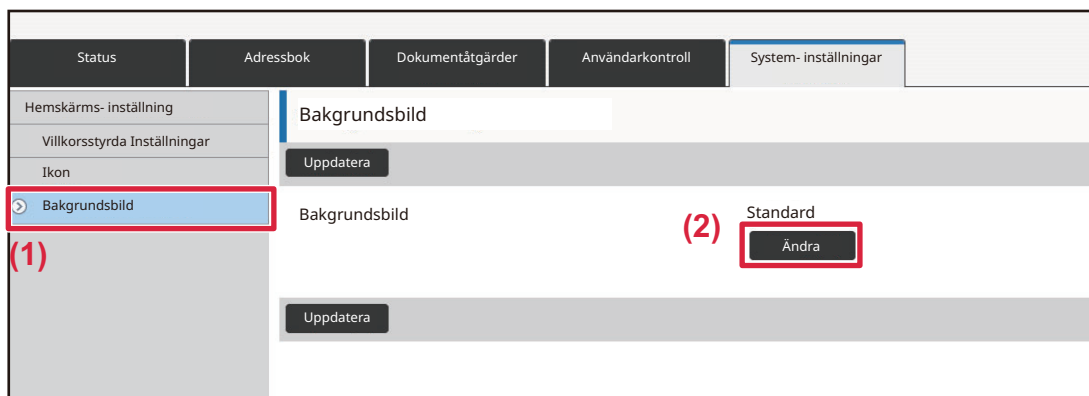 Status
Adressbok
Dokumentåtgärder
Användarkontroll
System- inställningar
Hemskärms- inställning
Villkorsstyrda Inställningar
Ikon
Bakgrundsbild
(1)
Bakgrundsbild
Uppdatera
Bakgrundsbild
(2)
Standard
Ändra
Uppdatera